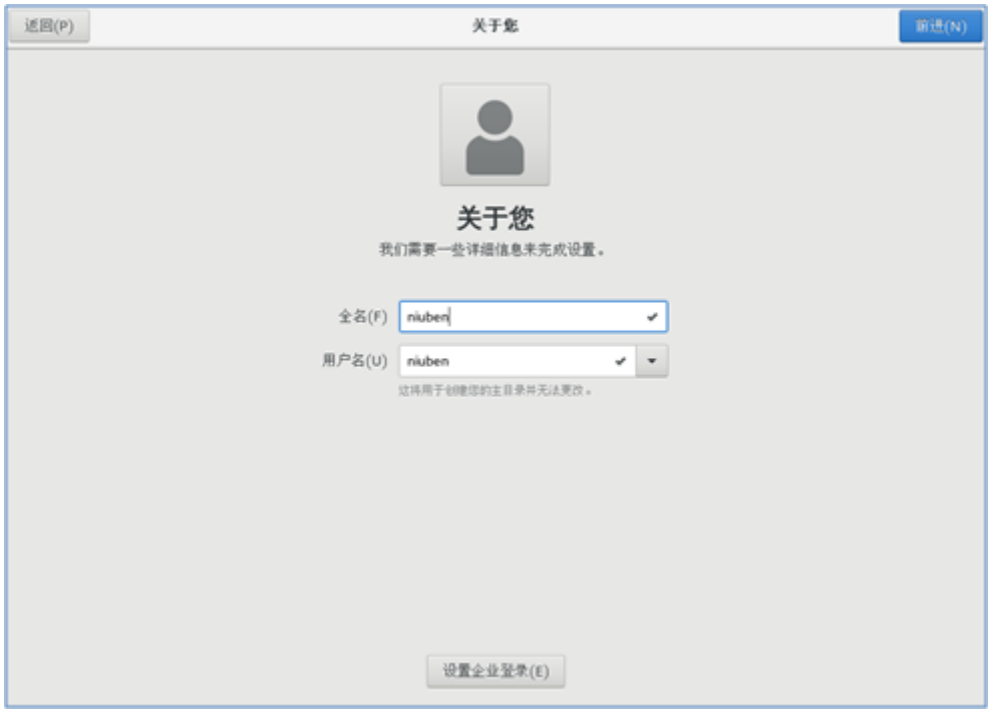 返回(P)
关于您
前进(N)
关于您
我们需要一些详细信息来完成设置。
全名(F)
niuben
用户名(U)
niuben
这将用于创建您的主目录并无法更改。
设置企业登录(E)